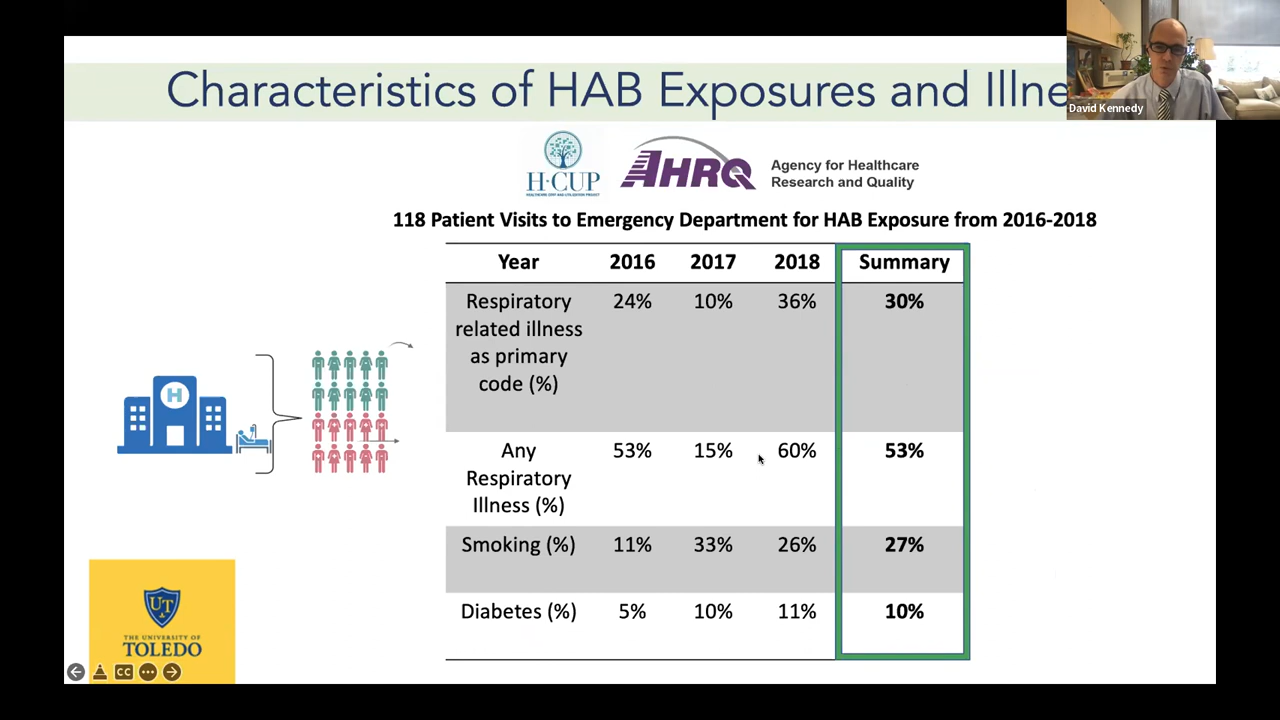 Characteristics of HAB Exposures and Illne
David Kennedy
H·CUP
AHRQ
Agency for Healthcare
Research and Quality
118 Patient Visits to Emergency Department for HAB Exposure from 2016-2018
Year 2016 2017 2018 Summary
Respiratory 24% 10% 36% 30%
related illness
as primary
code (%)
Any 53% 15% 60% 53%
Respiratory
Illness (%)
Smoking (%) 11% 33% 26% 27%
Diabetes (%) 5% 10% 11% 10%
H
UT
THE UNIVERSITY OF
TOLEDO
CC